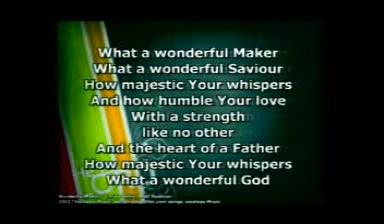 What a wonderful Maker
What a wonderful Saviour
How majestic Your whispers
And how humble Your love
With a strength
like no other
And the heart of a Father
How majestic Your whispers
What a wonderful God